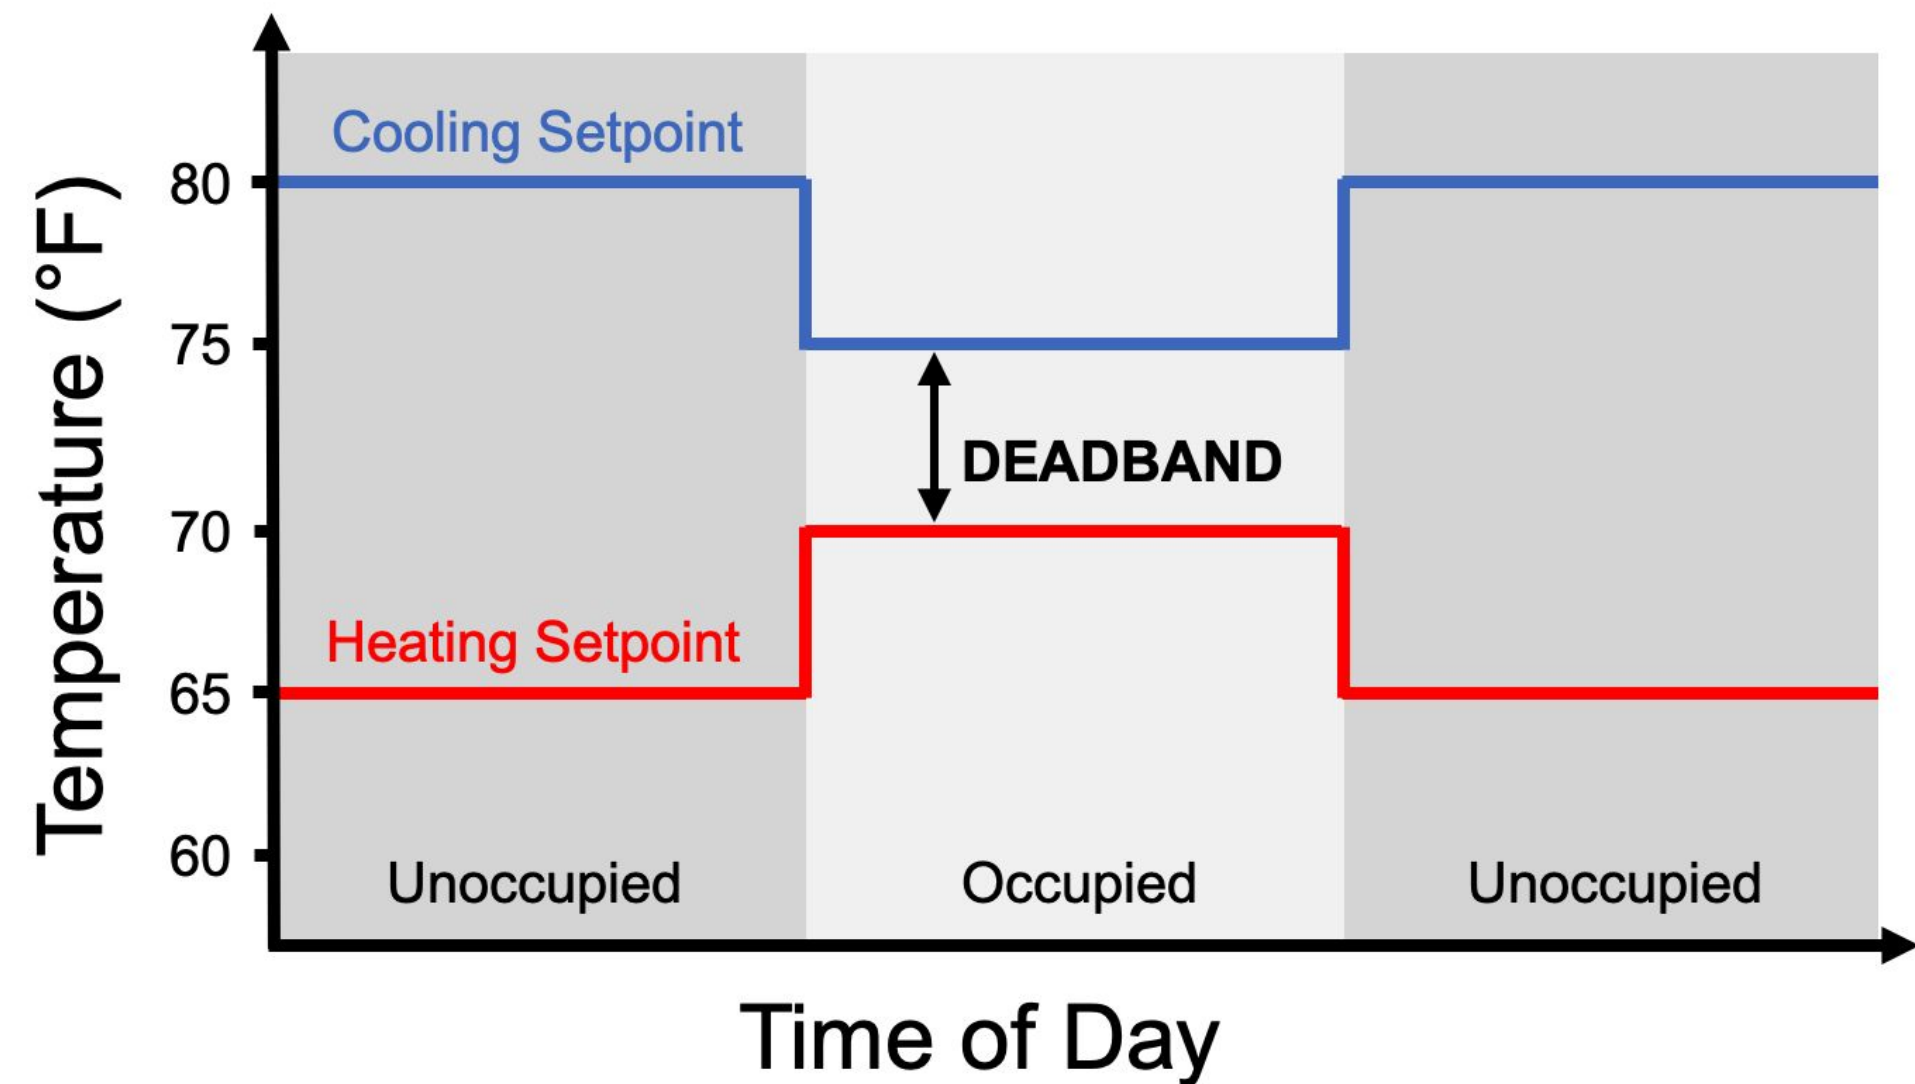 Temperature (°F)
Cooling Setpoint
80
75
DEADBAND
70
Heating Setpoint
65
60
Unoccupied
Occupied
Unoccupied
Time of Day